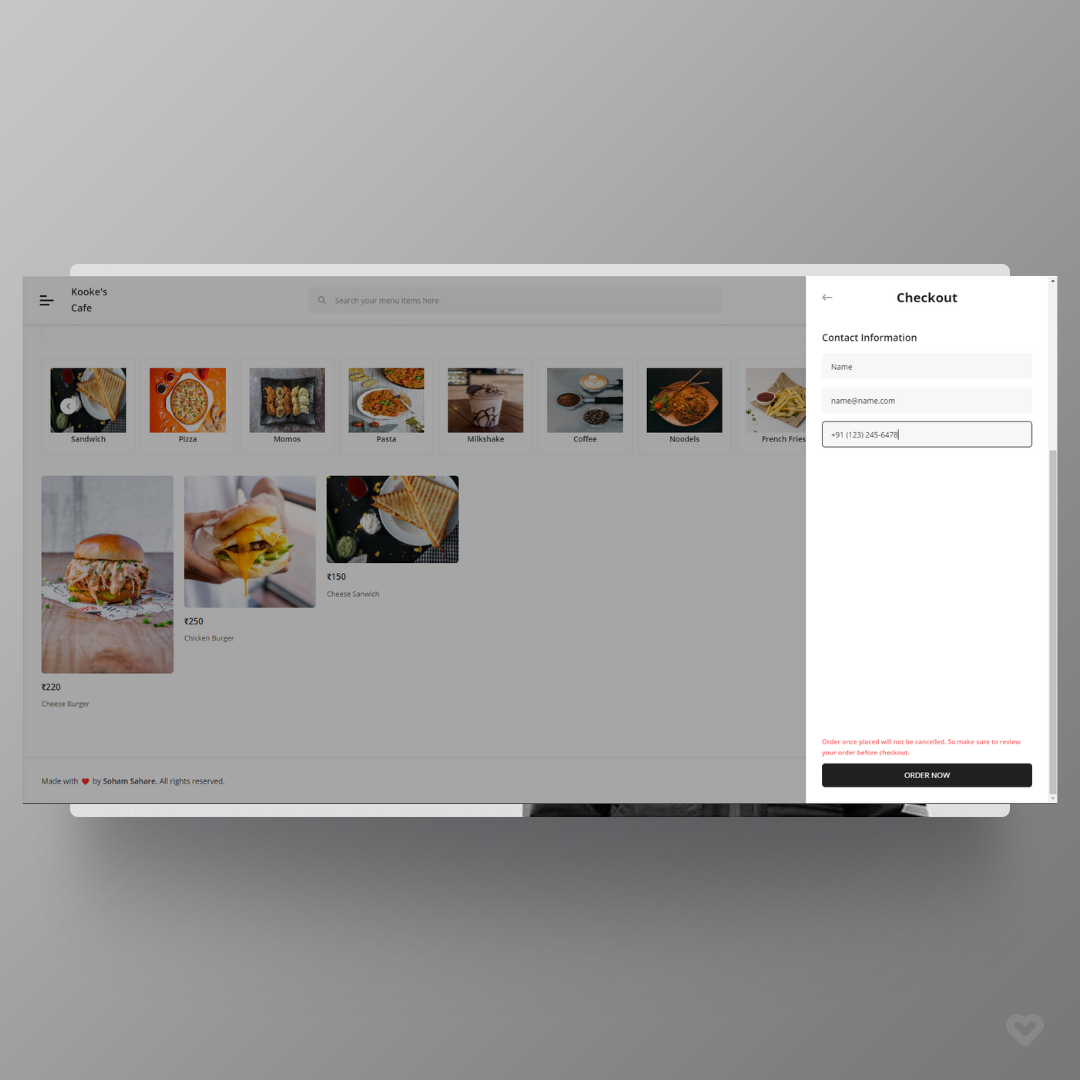 Kooke's
Cafe
Search your menu items here
Sandwich
Pizza
Momos
Pasta
Milkshake
Coffee
Noodels
French Fries
₹220
Cheese Burger
₹250
Chicken Burger
₹150
Cheese Sanwich
Made with ❤ by Soham Sahare. All rights reserved.
Checkout
Contact Information
Name
name@name.com
+91 (123) 245-6478
Order once placed will not be cancelled. So make sure to review
your order before checkout.
ORDER NOW